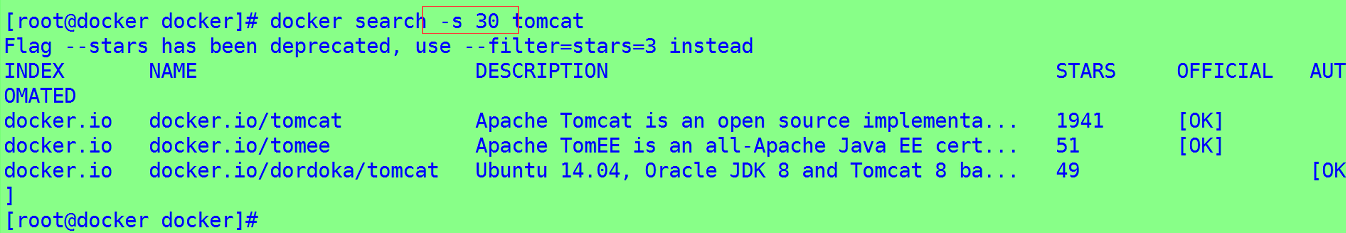 [root@docker docker]# docker search -s 30 tomcat
Flag --stars has been deprecated, use --filter=stars=3 instead
INDEX       NAME                       DESCRIPTION                                     STARS     OFFICIAL   AUT
OMATED
docker.io   docker.io/tomcat           Apache Tomcat is an open source implementa...   1941      [OK]
docker.io   docker.io/tomee            Apache TomEE is an all-Apache Java EE cert...   51        [OK]
docker.io   docker.io/dordoka/tomcat   Ubuntu 14.04, Oracle JDK 8 and Tomcat 8 ba...   49                   [OK
]
[root@docker docker]#